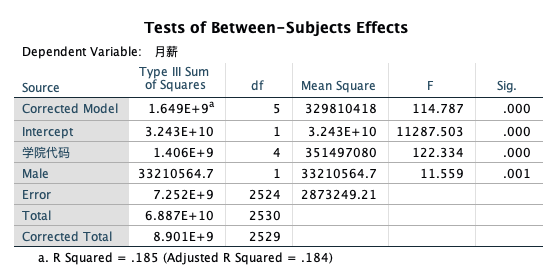 Tests of Between-Subjects Effects
Dependent Variable: 月薪
Source Type III Sum of Squares df Mean Square F Sig.
Corrected Model 1.649E+9a 5 329810418 114.787 .000
Intercept 3.243E+10 1 3.243E+10 11287.503 .000
学院代码 1.406E+9 4 351497080 122.334 .000
Male 33210564.7 1 33210564.7 11.559 .001
Error 7.252E+9 2524 2873249.21
Total 6.887E+10 2530
Corrected Total 8.901E+9 2529
a. R Squared = .185 (Adjusted R Squared = .184)